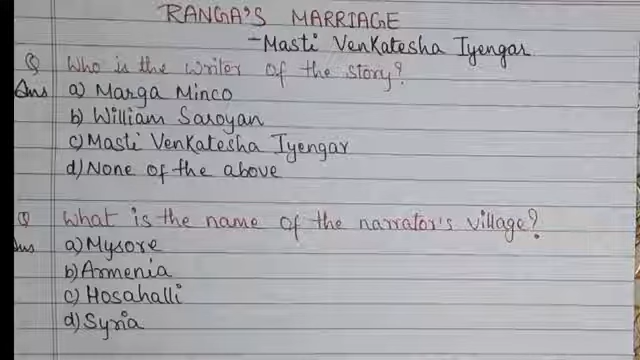 RANGA'S MARRIAGE
-Masti Venkatesha Iyengar
Q Who is the writer of the story?
Ans a) Marga Minco
b) William Saroyan
c) Masti Venkatesha Iyengar
d) None of the above
Q What is the name of the narrator's village?
Ans a) Mysore
b) Armenia
c) Hosahalli
d) Syria